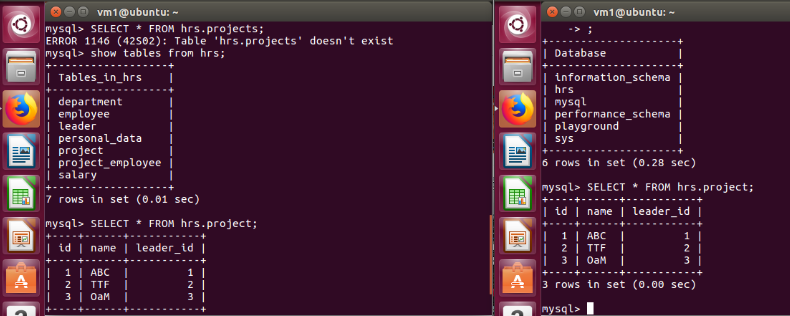 vm1@ubuntu: ~
mysql> SELECT * FROM hrs.projects;
ERROR 1146 (42S02): Table 'hrs.projects' doesn't exist
mysql> show tables from hrs;
+------------------+
| Tables_in_hrs    |
+------------------+
| department       |
| employee         |
| leader           |
| personal_data    |
| project          |
| project_employee |
| salary           |
+------------------+
7 rows in set (0.01 sec)
mysql> SELECT * FROM hrs.project;
+----+------+-----------+
| id | name | leader_id |
+----+------+-----------+
|  1 | ABC  |         1 |
|  2 | TTF  |         2 |
|  3 | OaM  |         3 |
+----+------+-----------+
vm1@ubuntu: ~
    -> ;
+--------------------+
| Database           |
+--------------------+
| information_schema |
| hrs                |
| mysql              |
| performance_schema |
| playground         |
| sys                |
+--------------------+
6 rows in set (0.28 sec)
mysql> SELECT * FROM hrs.project;
+----+------+-----------+
| id | name | leader_id |
+----+------+-----------+
|  1 | ABC  |         1 |
|  2 | TTF  |         2 |
|  3 | OaM  |         3 |
+----+------+-----------+
3 rows in set (0.00 sec)
mysql>